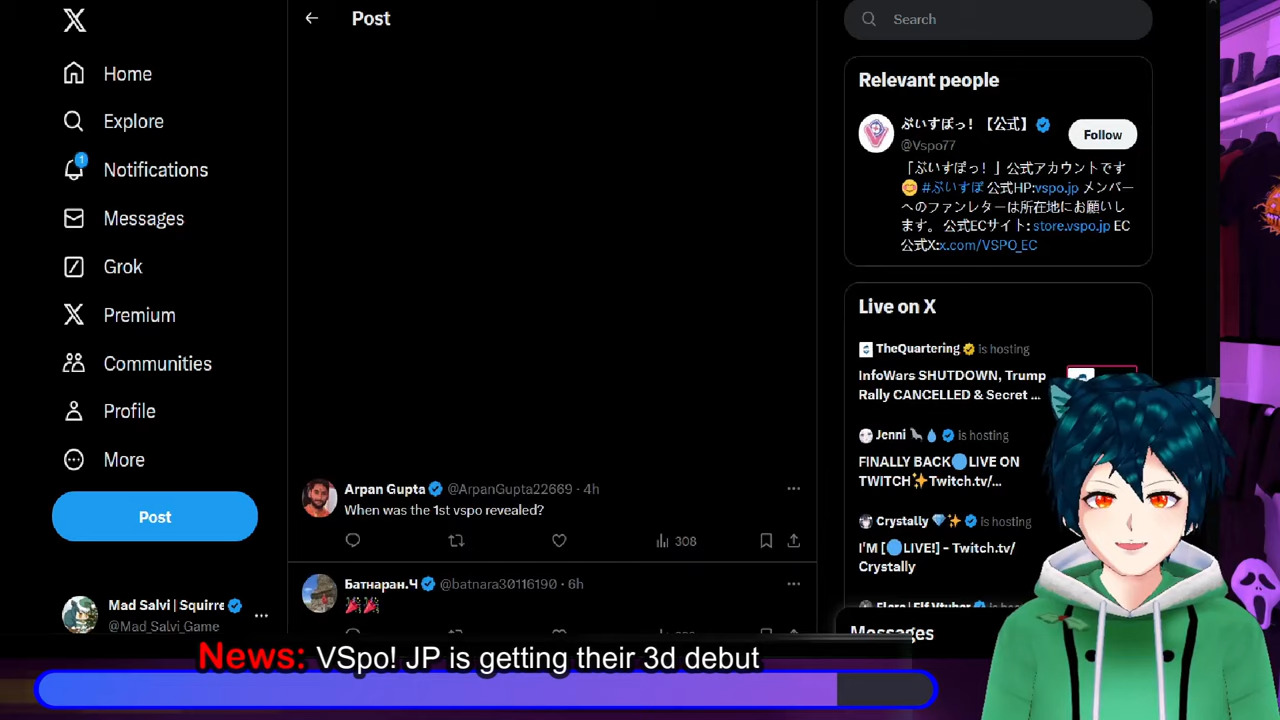 Home
Explore
1
Notifications
Messages
Grok
Premium
Communities
Profile
More
Post
Mad Salvi | Squirre
@Mad_Salvi_Game
Post
Arpan Gupta @ArpanGupta22669 · 4h
When was the 1st vspo revealed?
308
Батнаран.Ч @batnara30116190 · 6h
Search
Relevant people
ぶいすぽっ！【公式】
@Vspo77
Follow
「ぶいすぽっ！」公式アカウントです
#ぶいすぽ 公式HP:vspo.jp メンバー
へのファンレターは所在地にお願いし
ます。 公式ECサイト: store.vspo.jp EC
公式X:x.com/VSPO_EC
Live on X
TheQuartering is hosting
InfoWars SHUTDOWN, Trump
Rally CANCELLED & Secret ...
Jenni is hosting
FINALLY BACK LIVE ON
TWITCH Twitch.tv/...
Crystally is hosting
I'M [ LIVE!] - Twitch.tv/
Crystally
Messages
News: VSpo! JP is getting their 3d debut